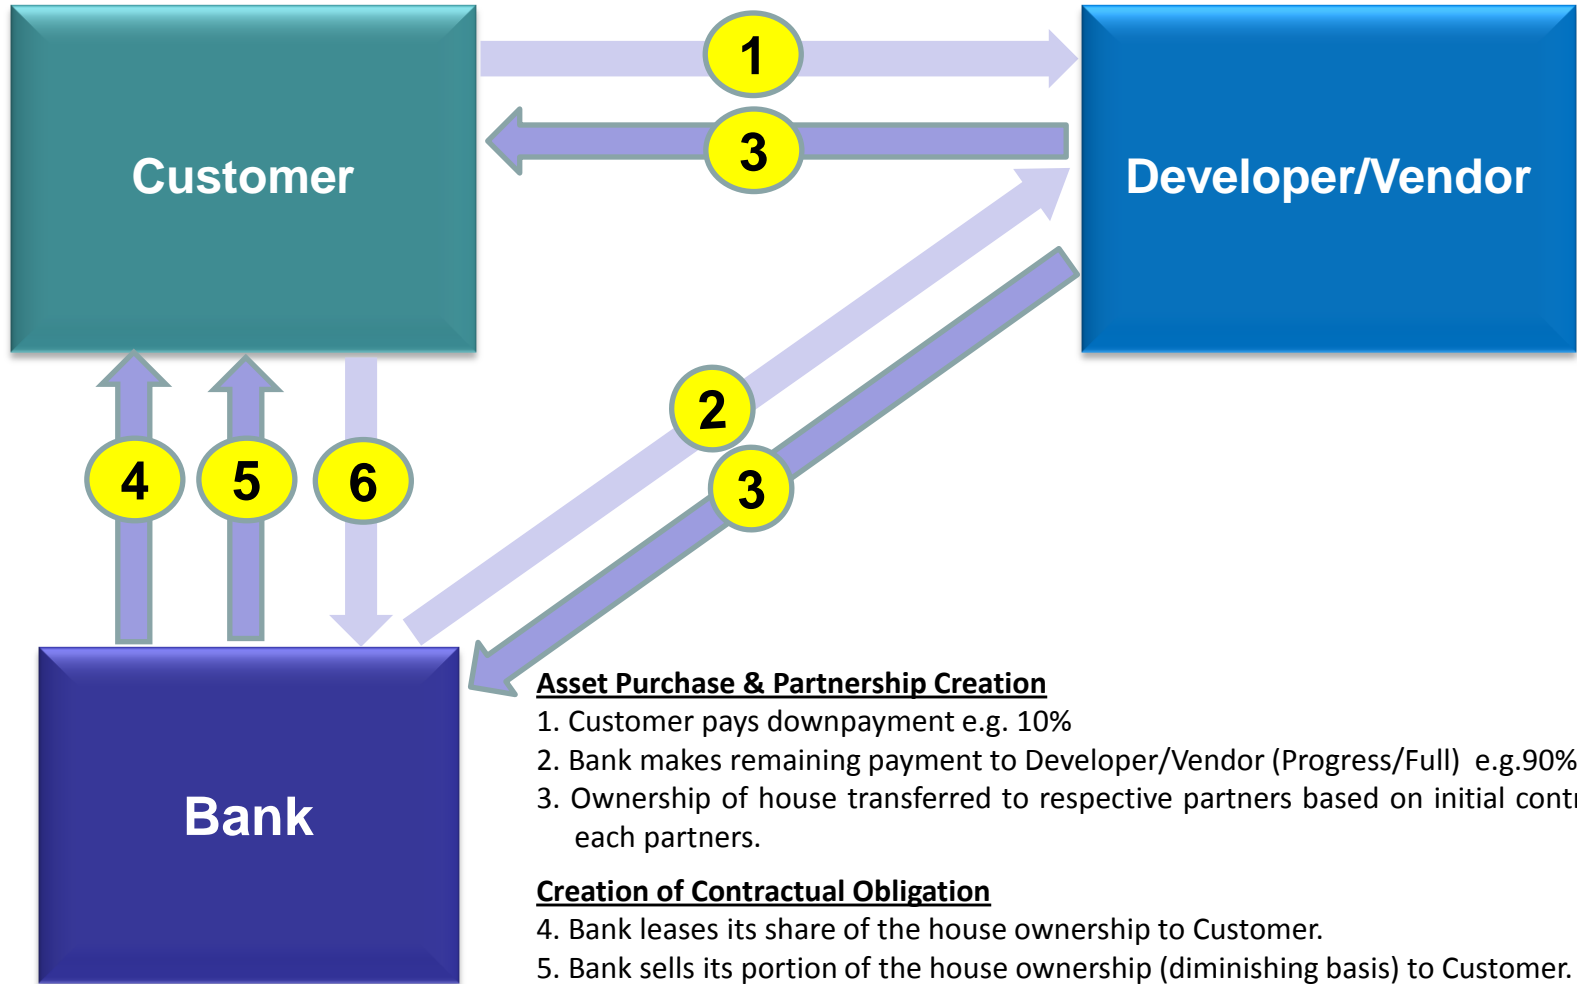 1
3
Customer
Developer/Vendor
2
4
5
6
3
Bank
Asset Purchase & Partnership Creation
1. Customer pays downpayment e.g. 10%
2. Bank makes remaining payment to Developer/Vendor (Progress/Full) e.g.90%
3. Ownership of house transferred to respective partners based on initial
each partners.
Creation of Contractual Obligation
4. Bank leases its share of the house ownership to Customer.
5. Bank sells its portion of the house ownership (diminishing basis) to Customer.